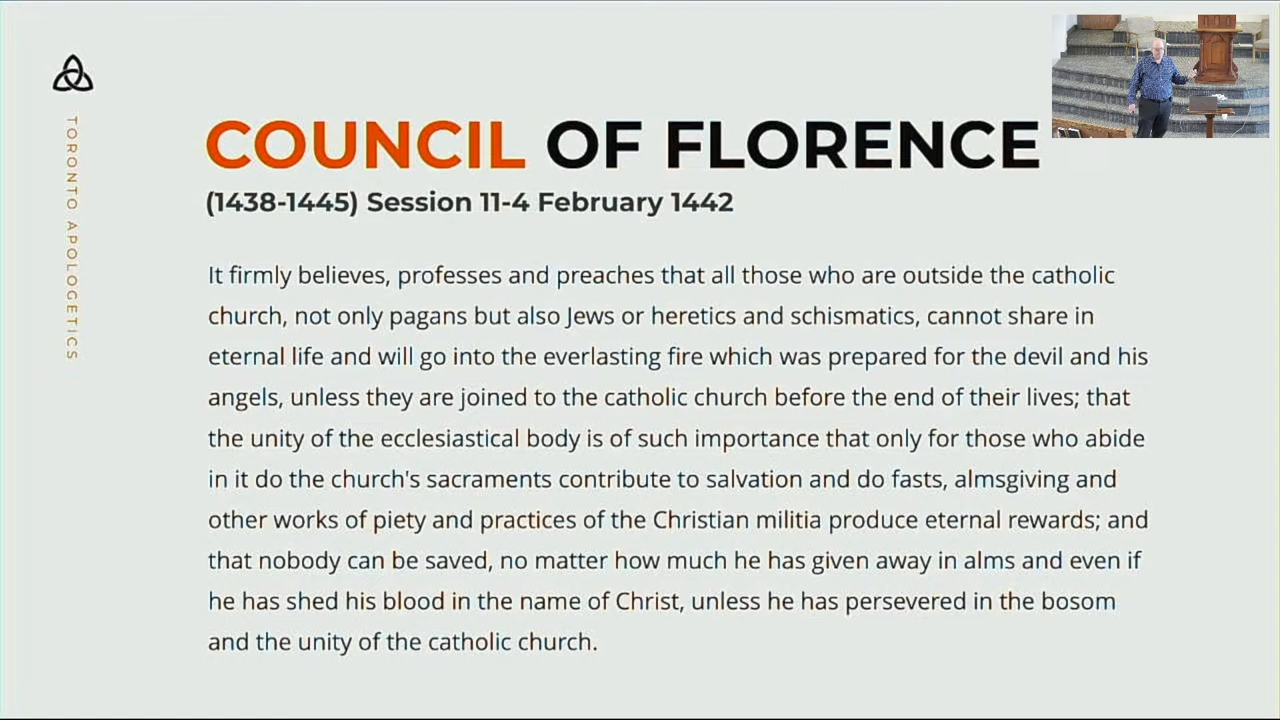 TORONTO APOLOGETICS
COUNCIL OF FLORENCE
(1438-1445) Session 11-4 February 1442
It firmly believes, professes and preaches that all those who are outside the catholic
church, not only pagans but also Jews or heretics and schismatics, cannot share in
eternal life and will go into the everlasting fire which was prepared for the devil and his
angels, unless they are joined to the catholic church before the end of their lives; that
the unity of the ecclesiastical body is of such importance that only for those who abide
in it do the church's sacraments contribute to salvation and do fasts, almsgiving and
other works of piety and practices of the Christian militia produce eternal rewards; and
that nobody can be saved, no matter how much he has given away in alms and even if
he has shed his blood in the name of Christ, unless he has persevered in the bosom
and the unity of the catholic church.